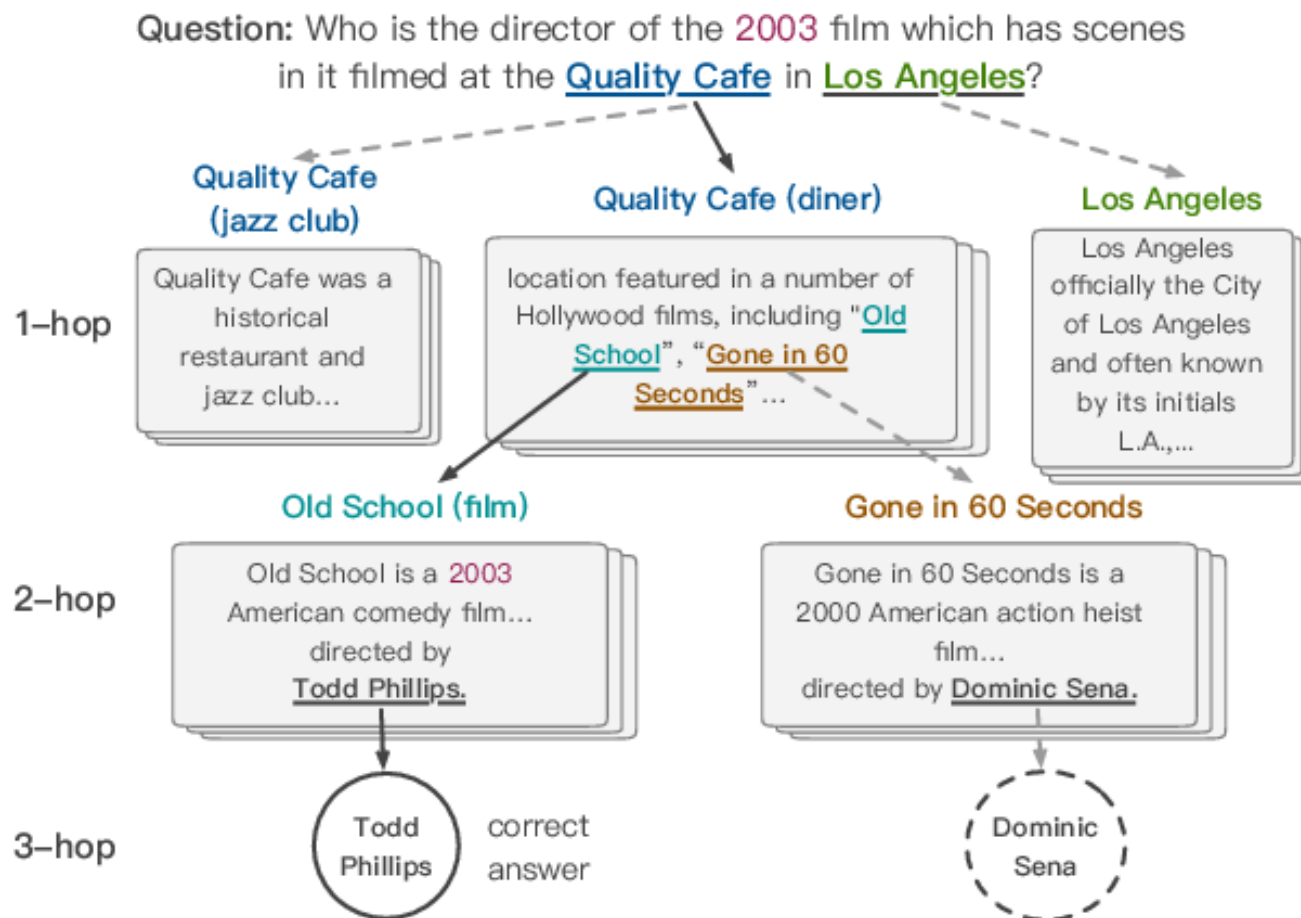 Question: Who is the director of the 2003 film which has scenes
in it filmed at the Quality Cafe in Los Angeles?
Quality Cafe
(jazz club)
Quality Cafe (diner)
Los Angeles
1-hop
Quality Cafe was a
historical
restaurant and
jazz club...
location featured in a number of
Hollywood films, including "Old
School”, “Gone in 60
Seconds”...
Los Angeles
officially the City
of Los Angeles
and often known
by its initials
L.A.,...
Old School (film)
Gone in 60 Seconds
2-hop
Old School is a 2003
American comedy film...
directed by
Todd Phillips.
Gone in 60 Seconds is a
2000 American action heist
film...
directed by Dominic Sena.
3-hop
Todd
Phillips
correct
answer
Dominic
Sena